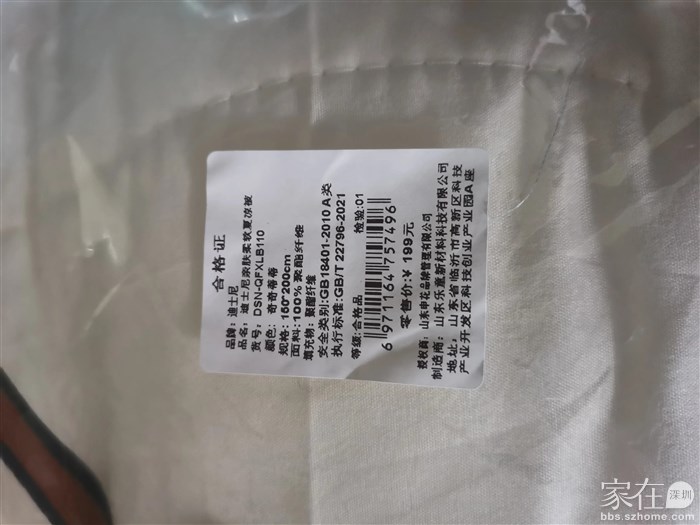 合格证
品牌:迪士尼
品名:迪士尼亲肤柔软夏凉被
货号:DSN-QFXLB110
颜色: 奇奇蒂蒂
规格:150*200cm
面料:100%聚酯纤维
填充物:聚酯纤维
安全类别:GB18401-2010 A类
执行标准:GB/T 22796-2021
等级:合格品 检验:01
6 971164 757496
零售价:¥ 199元
授权商:山东申花品牌管理有限公司
制造商:山东乐意新材料科技有限公司
地址:山东省临沂市高新区科技
产业开发区科技创业产业园A座
家在深圳
bbs.szhome.com